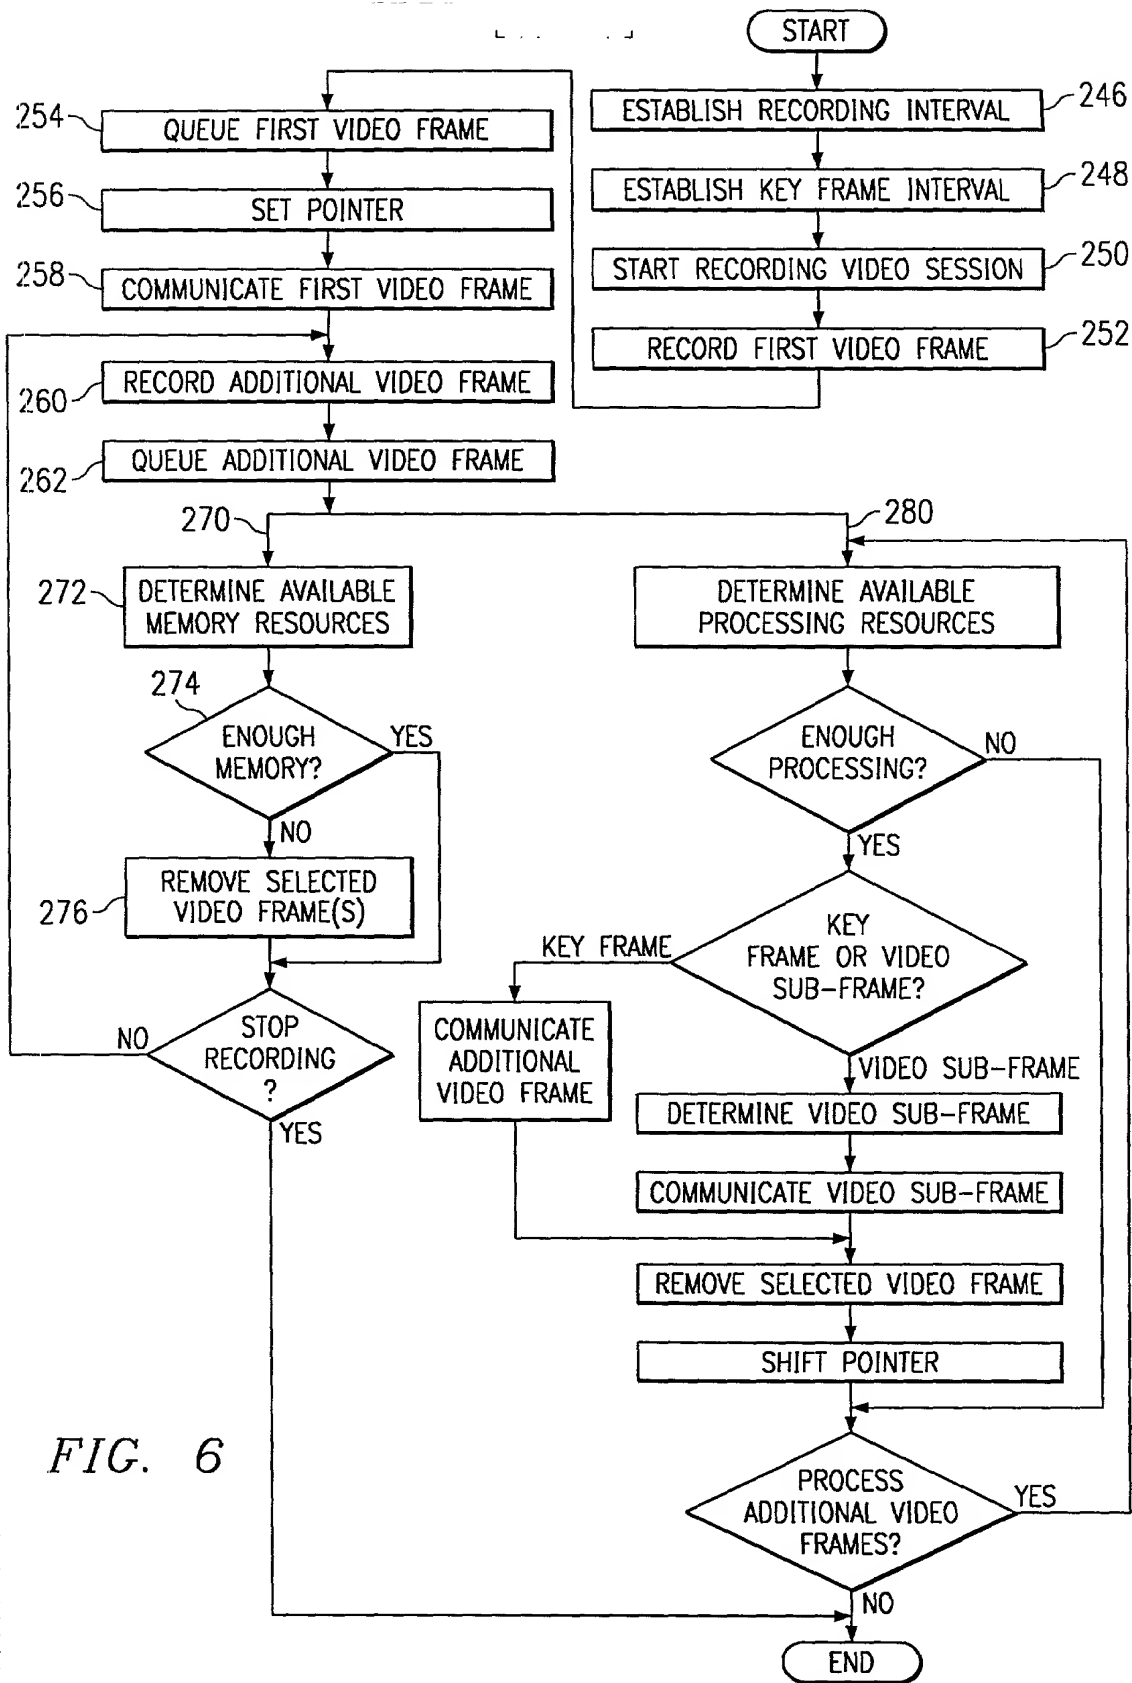 START
246
ESTABLISH RECORDING INTERVAL
248
ESTABLISH KEY FRAME INTERVAL
250
START RECORDING VIDEO SESSION
252
RECORD FIRST VIDEO FRAME
254
QUEUE FIRST VIDEO FRAME
256
SET POINTER
258
COMMUNICATE FIRST VIDEO FRAME
260
RECORD ADDITIONAL VIDEO FRAME
262
QUEUE ADDITIONAL VIDEO FRAME
270
272
DETERMINE AVAILABLE
MEMORY RESOURCES
274
ENOUGH
MEMORY?
YES
NO
276
REMOVE SELECTED
VIDEO FRAME(S)
STOP
RECORDING
?
NO
YES
280
DETERMINE AVAILABLE
PROCESSING RESOURCES
ENOUGH
PROCESSING?
NO
YES
KEY
FRAME OR VIDEO
SUB-FRAME?
KEY FRAME
COMMUNICATE
ADDITIONAL
VIDEO FRAME
VIDEO SUB-FRAME
DETERMINE VIDEO SUB-FRAME
COMMUNICATE VIDEO SUB-FRAME
REMOVE SELECTED VIDEO FRAME
SHIFT POINTER
PROCESS
ADDITIONAL VIDEO
FRAMES?
YES
NO
END
FIG. 6